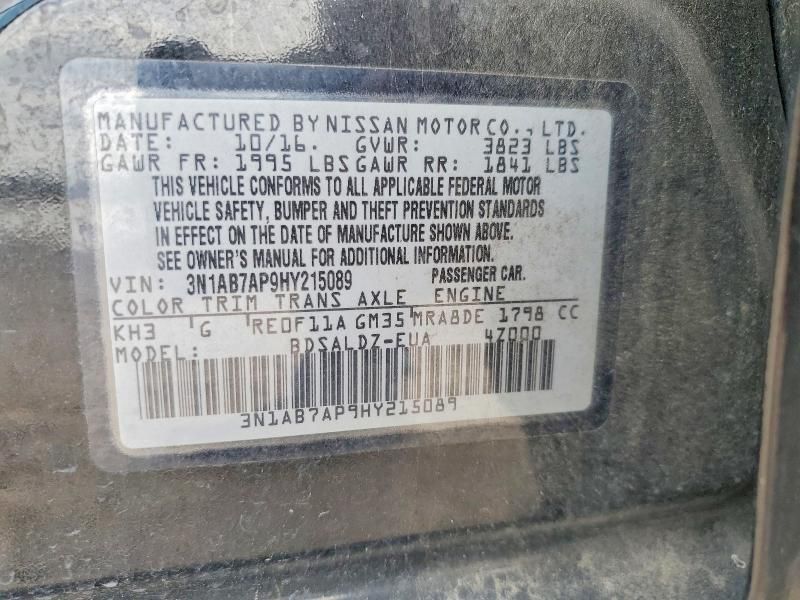 MANUFACTURED BY NISSAN MOTOR CO., LTD.
DATE: 10/16. GVWR: 3823 LBS
GAWR FR: 1995 LBS GAWR RR: 1841 LBS
THIS VEHICLE CONFORMS TO ALL APPLICABLE FEDERAL MOTOR
VEHICLE SAFETY, BUMPER AND THEFT PREVENTION STANDARDS
IN EFFECT ON THE DATE OF MANUFACTURE SHOWN ABOVE.
SEE OWNER'S MANUAL FOR ADDITIONAL INFORMATION.
VIN: 3N1AB7AP9HY215089 PASSENGER CAR.
COLOR TRIM TRANS AXLE ENGINE
KH3 G RE0F11A GM35 MRA8DE 1798 CC
MODEL: BDSALDZ-EUA 4Z000
3N1AB7AP9HY215089